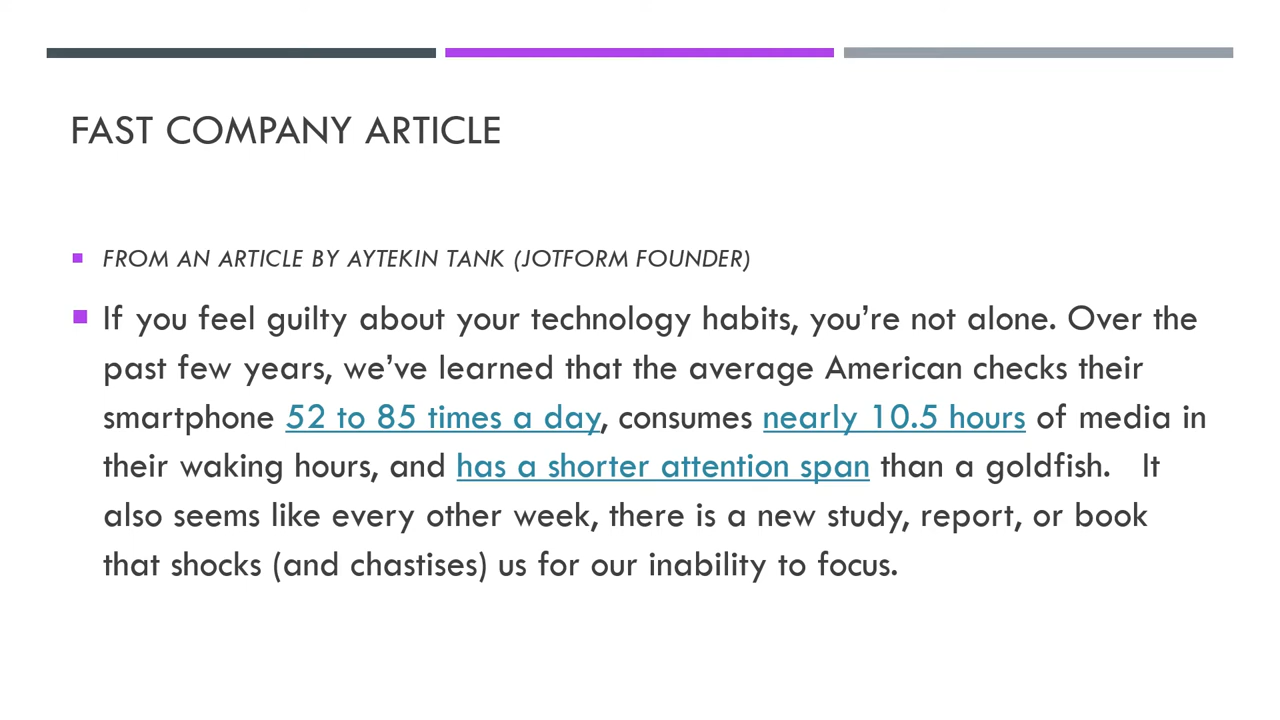 FAST COMPANY ARTICLE
FROM AN ARTICLE BY AYTEKIN TANK (JOTFORM FOUNDER)
If you feel guilty about your technology habits, you’re not alone. Over the
past few years, we’ve learned that the average American checks their
smartphone 52 to 85 times a day, consumes nearly 10.5 hours of media in
their waking hours, and has a shorter attention span than a goldfish.   It
also seems like every other week, there is a new study, report, or book
that shocks (and chastises) us for our inability to focus.